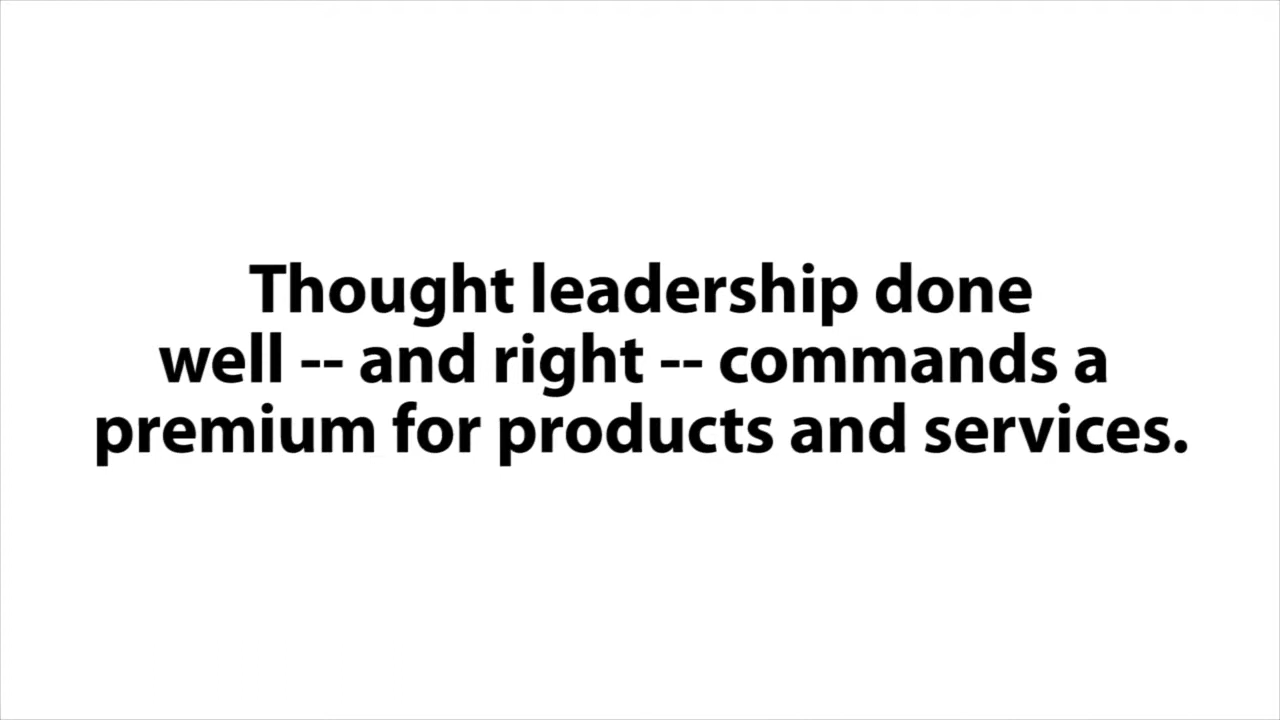 Thought leadership done
well -- and right -- commands a
premium for products and services.